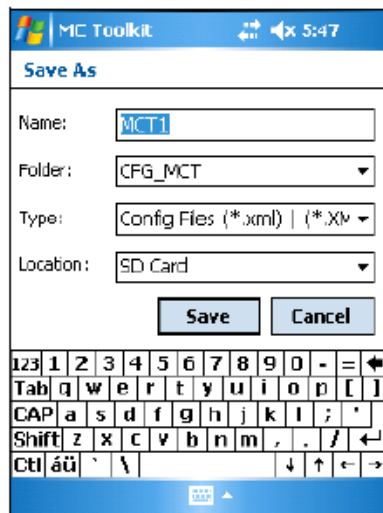 MC Toolkit 5:47
Save As
Name: MCT1
Folder: CFG_MCT
Type: Config Files (*.xml) | (*.XM
Location: SD Card
Save Cancel
123 1 2 3 4 5 6 7 8 9 0 - =
Tab q w e r t y u i o p [ ]
CAP a s d f g h j k l ; '
Shift z x c v b n m , . /
Ctl áü ` \